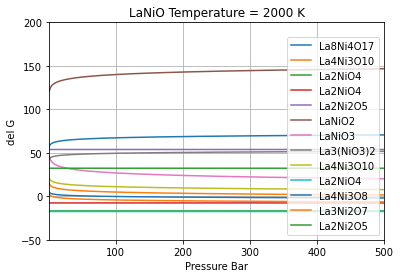 LaNiO Temperature = 2000 K
200
150
100
50
0
−50
del G
100
200
300
400
500
Pressure Bar
La8Ni4O17
La4Ni3O10
La2NiO4
La2NiO4
La2Ni2O5
LaNiO2
LaNiO3
La3(NiO3)2
La4Ni3O10
La2NiO4
La4Ni3O8
La3Ni2O7
La2Ni2O5